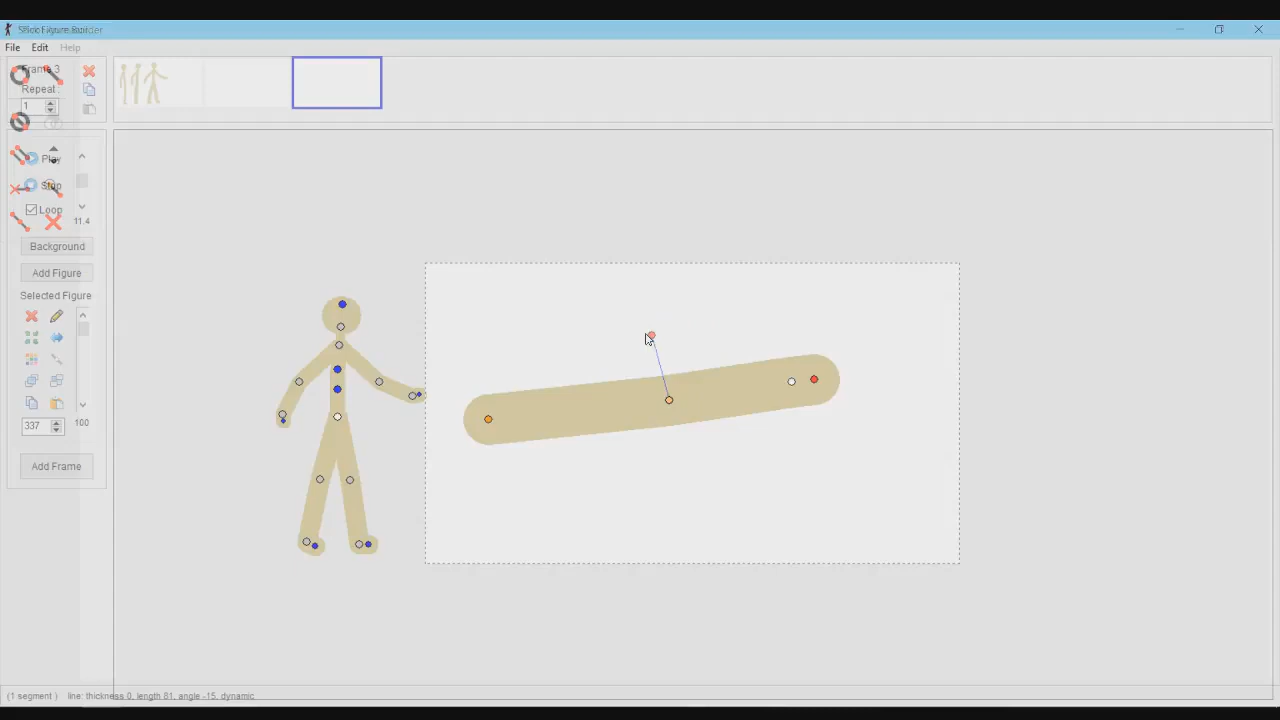 Stick Figure Builder
File Edit Help
Frame 3
Repeat :
1
Play
Stop
Loop
11.4
Background
Add Figure
Selected Figure
337
100
Add Frame
(1 segment ) line: thickness 0, length 81, angle -15, dynamic